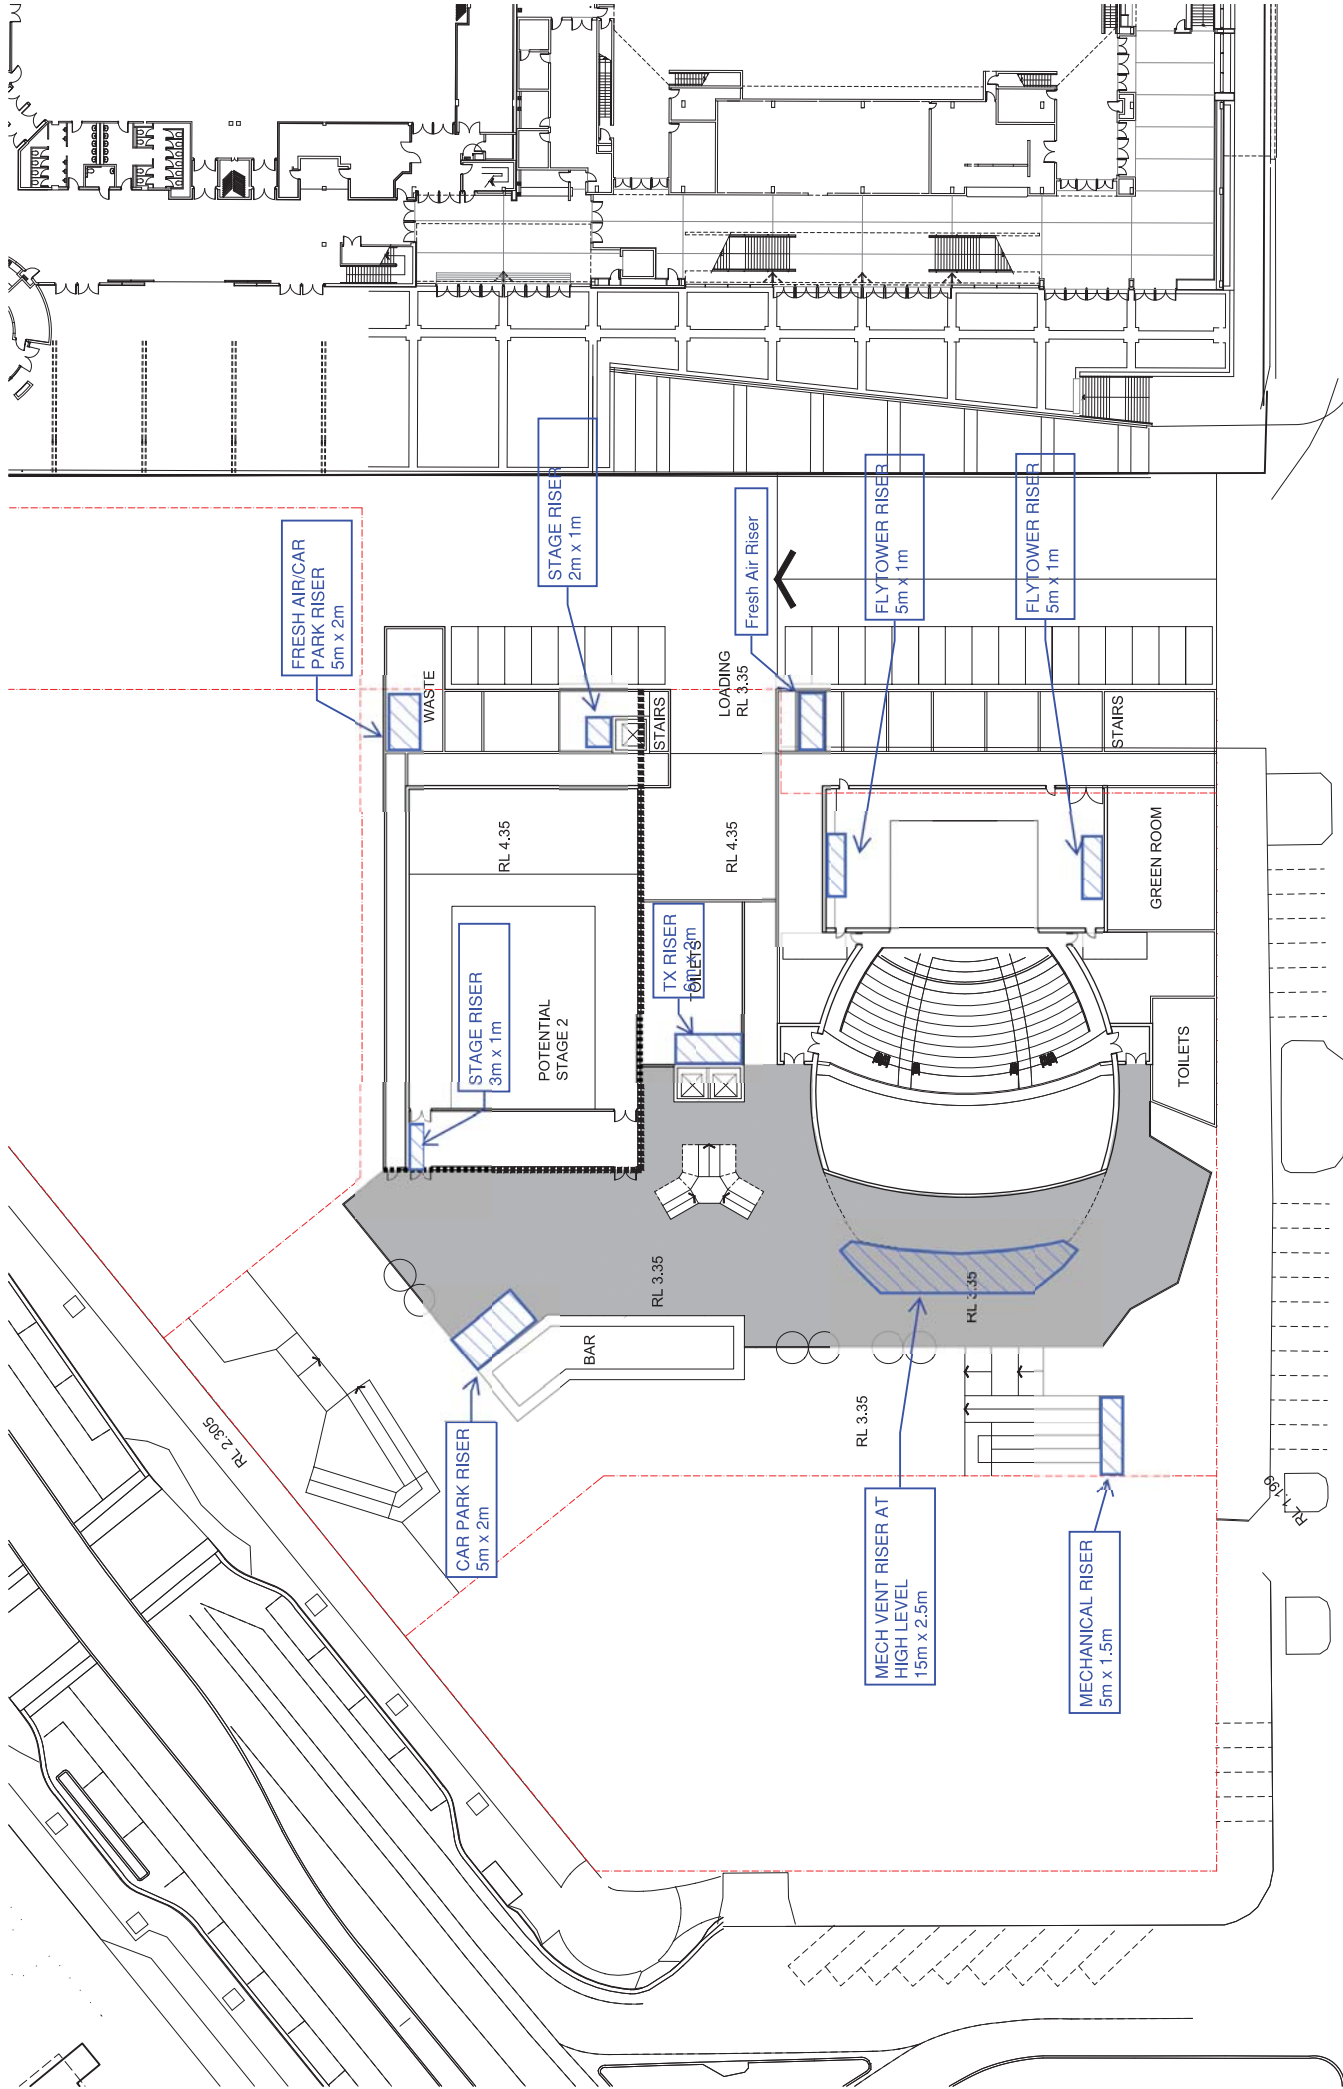 FRESH AIR/CAR
PARK RISER
5m x 2m
STAGE RISER
2m x 1m
Fresh Air Riser
FLYTOWER RISER
5m x 1m
FLYTOWER RISER
5m x 1m
WASTE
STAIRS
LOADING
RL 3.35
STAIRS
RL 4.35
RL 4.35
GREEN ROOM
STAGE RISER
3m x 1m
POTENTIAL
STAGE 2
TX RISER
TOILETS
TOILETS
RL 3.35
RL 3.35
BAR
RL 3.35
RL 2.305
CAR PARK RISER
5m x 2m
MECH VENT RISER AT
HIGH LEVEL
15m x 2.5m
MECHANICAL RISER
5m x 1.5m
RL 1.199